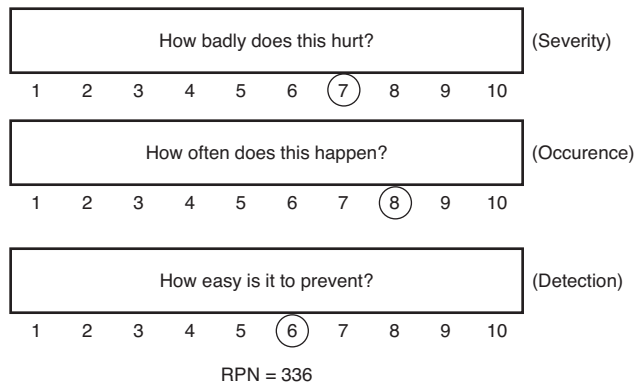 How badly does this hurt? (Severity)
1 2 3 4 5 6 7 8 9 10
How often does this happen? (Occurence)
1 2 3 4 5 6 7 8 9 10
How easy is it to prevent? (Detection)
1 2 3 4 5 6 7 8 9 10
RPN = 336